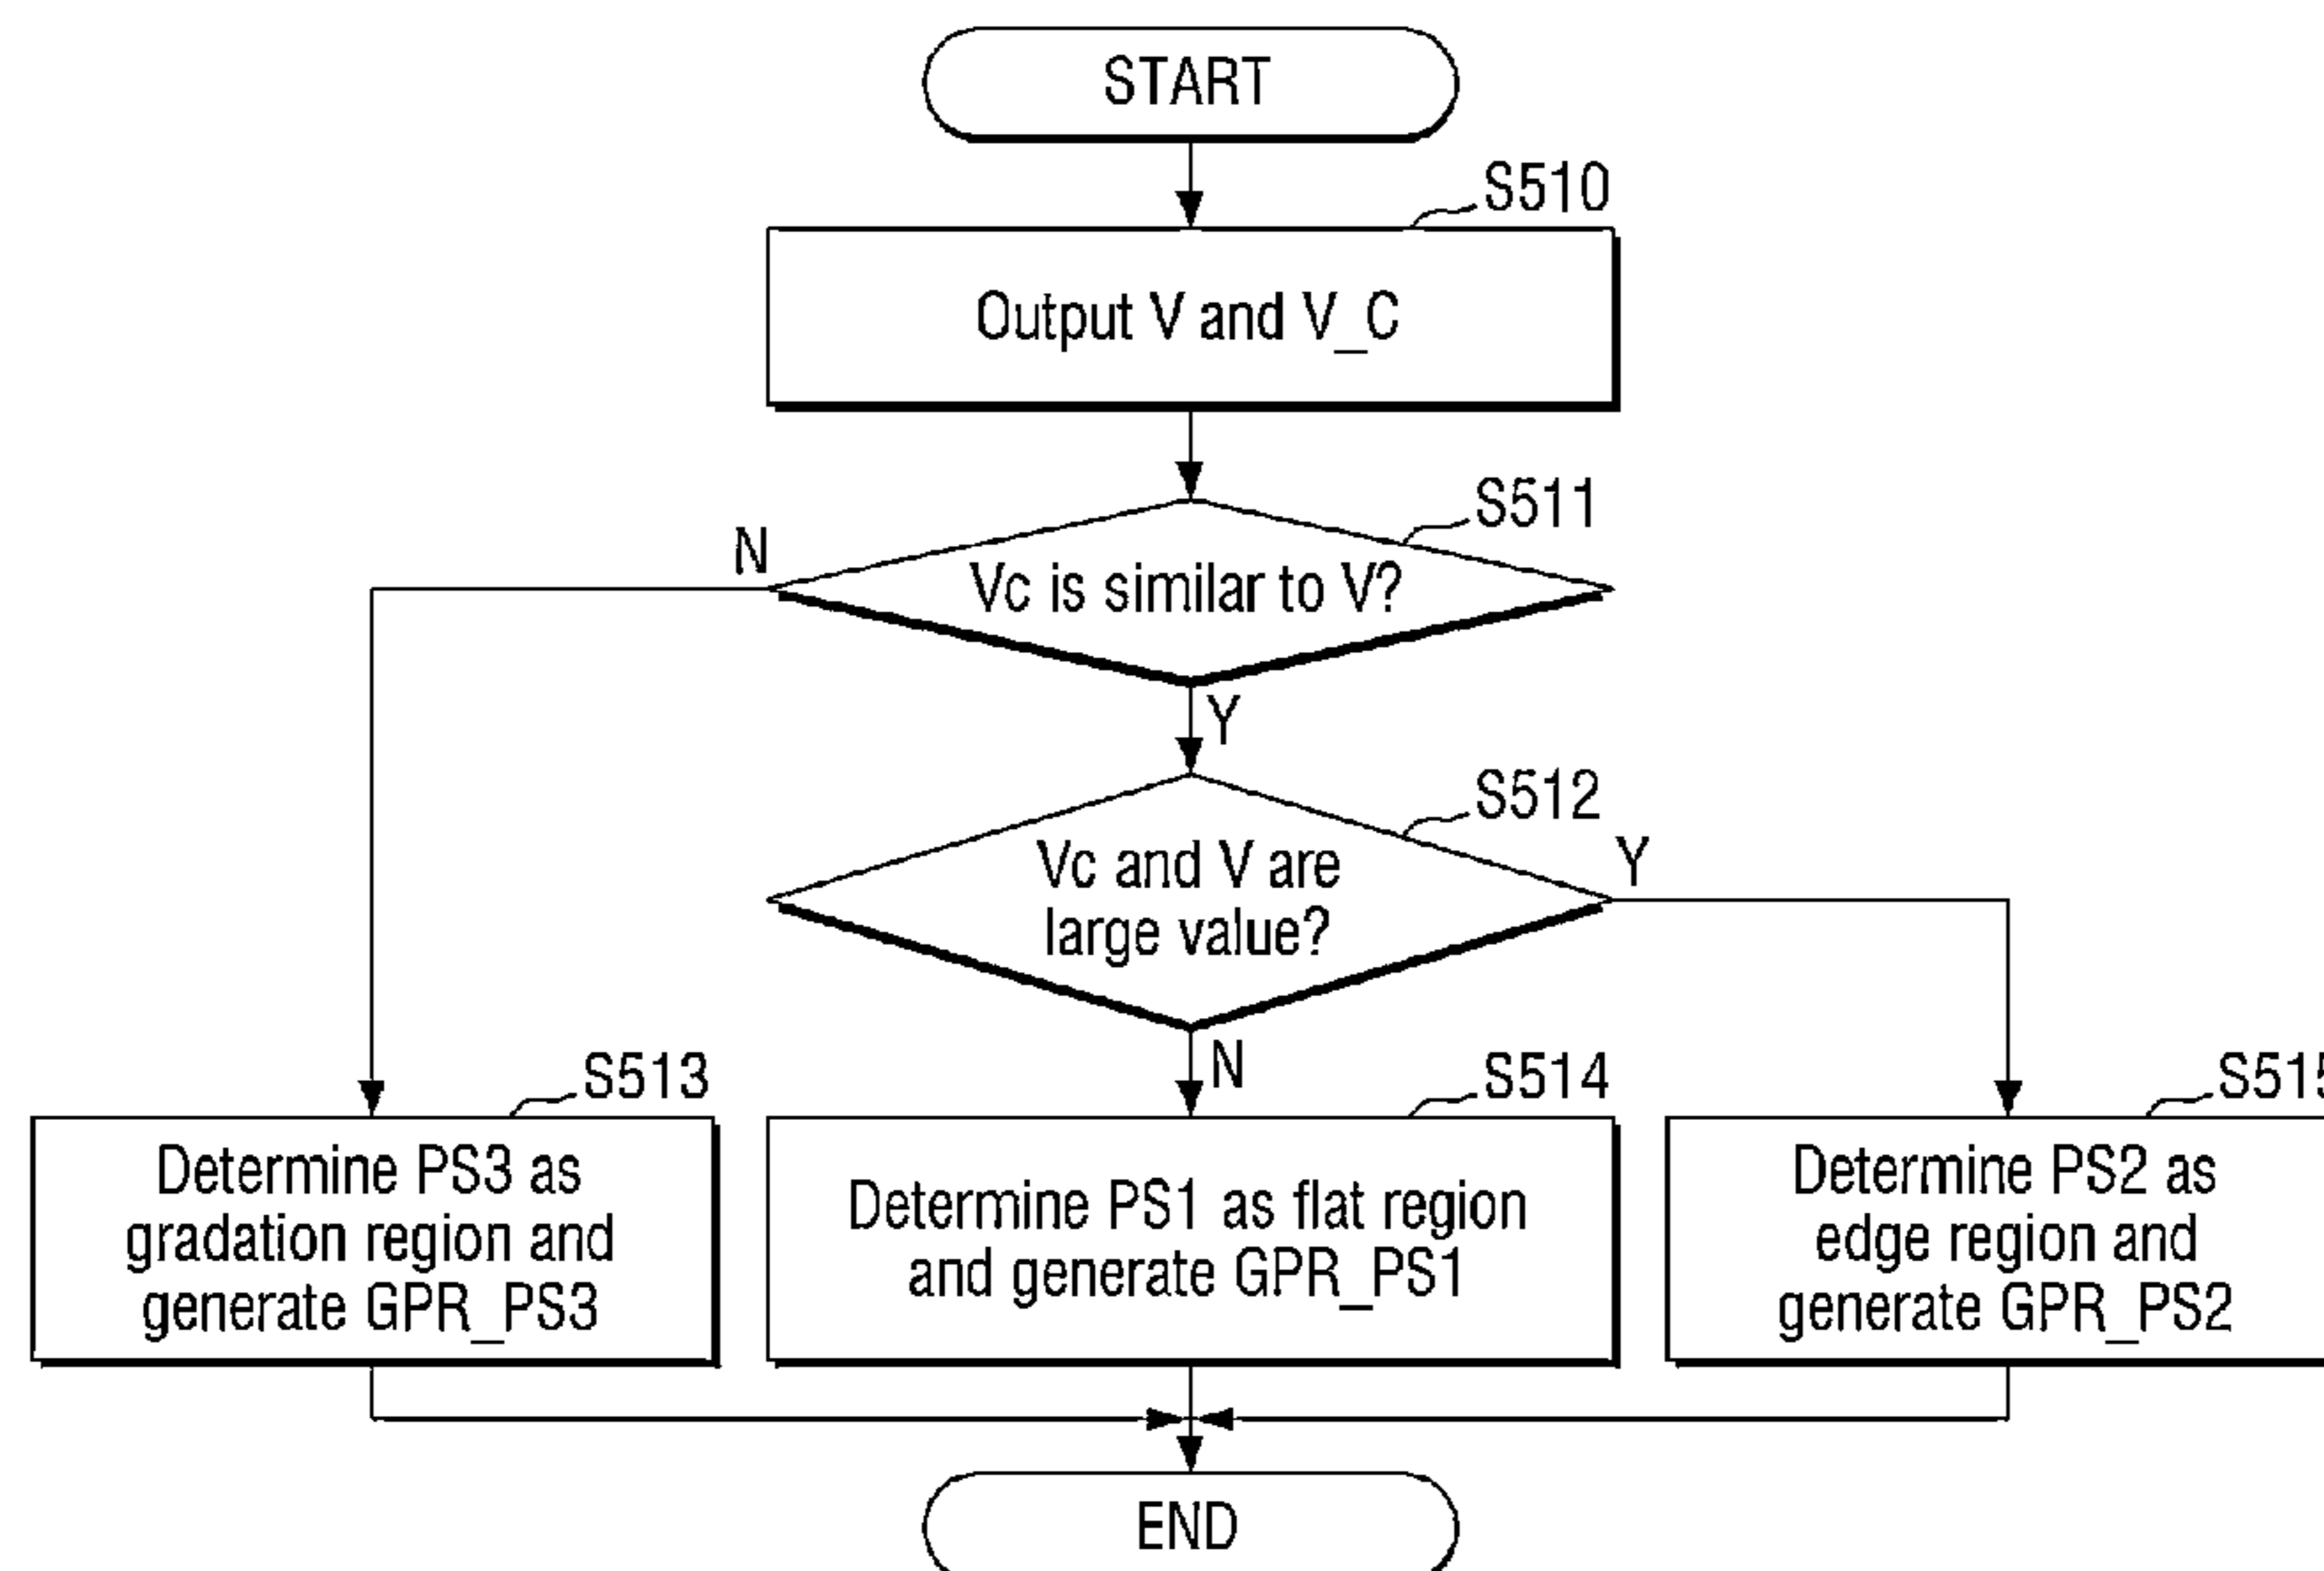 START
S510
Output V and V_C
S511
N
Vc is similar to V?
Y
S512
Vc and V are
large value?
Y
N
S513
Determine PS3 as
gradation region and
generate GPR_PS3
S514
Determine PS1 as flat region
and generate GPR_PS1
S515
Determine PS2 as
edge region and
generate GPR_PS2
END